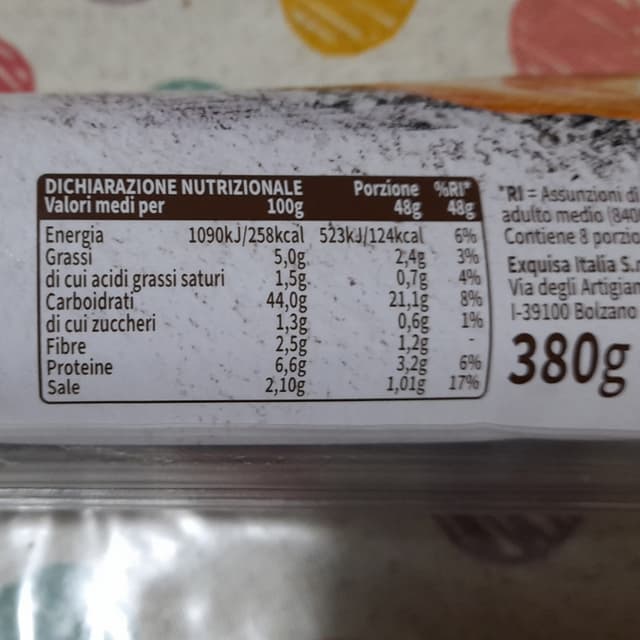 DICHIARAZIONE NUTRIZIONALE Porzione %RI*
Valori medi per 100g 48g 48g
Energia 1090kJ/258kcal 523kJ/124kcal 6%
Grassi 5,0g 2,4g 3%
di cui acidi grassi saturi 1,5g 0,7g 4%
Carboidrati 44,0g 21,1g 8%
di cui zuccheri 1,3g 0,6g 1%
Fibre 2,5g 1,2g -
Proteine 6,6g 3,2g 6%
Sale 2,10g 1,01g 17%
*RI = Assunzioni di
adulto medio (840
Contiene 8 porzio
Exquisa Italia S.r
Via degli Artigian
I-39100 Bolzano
380g